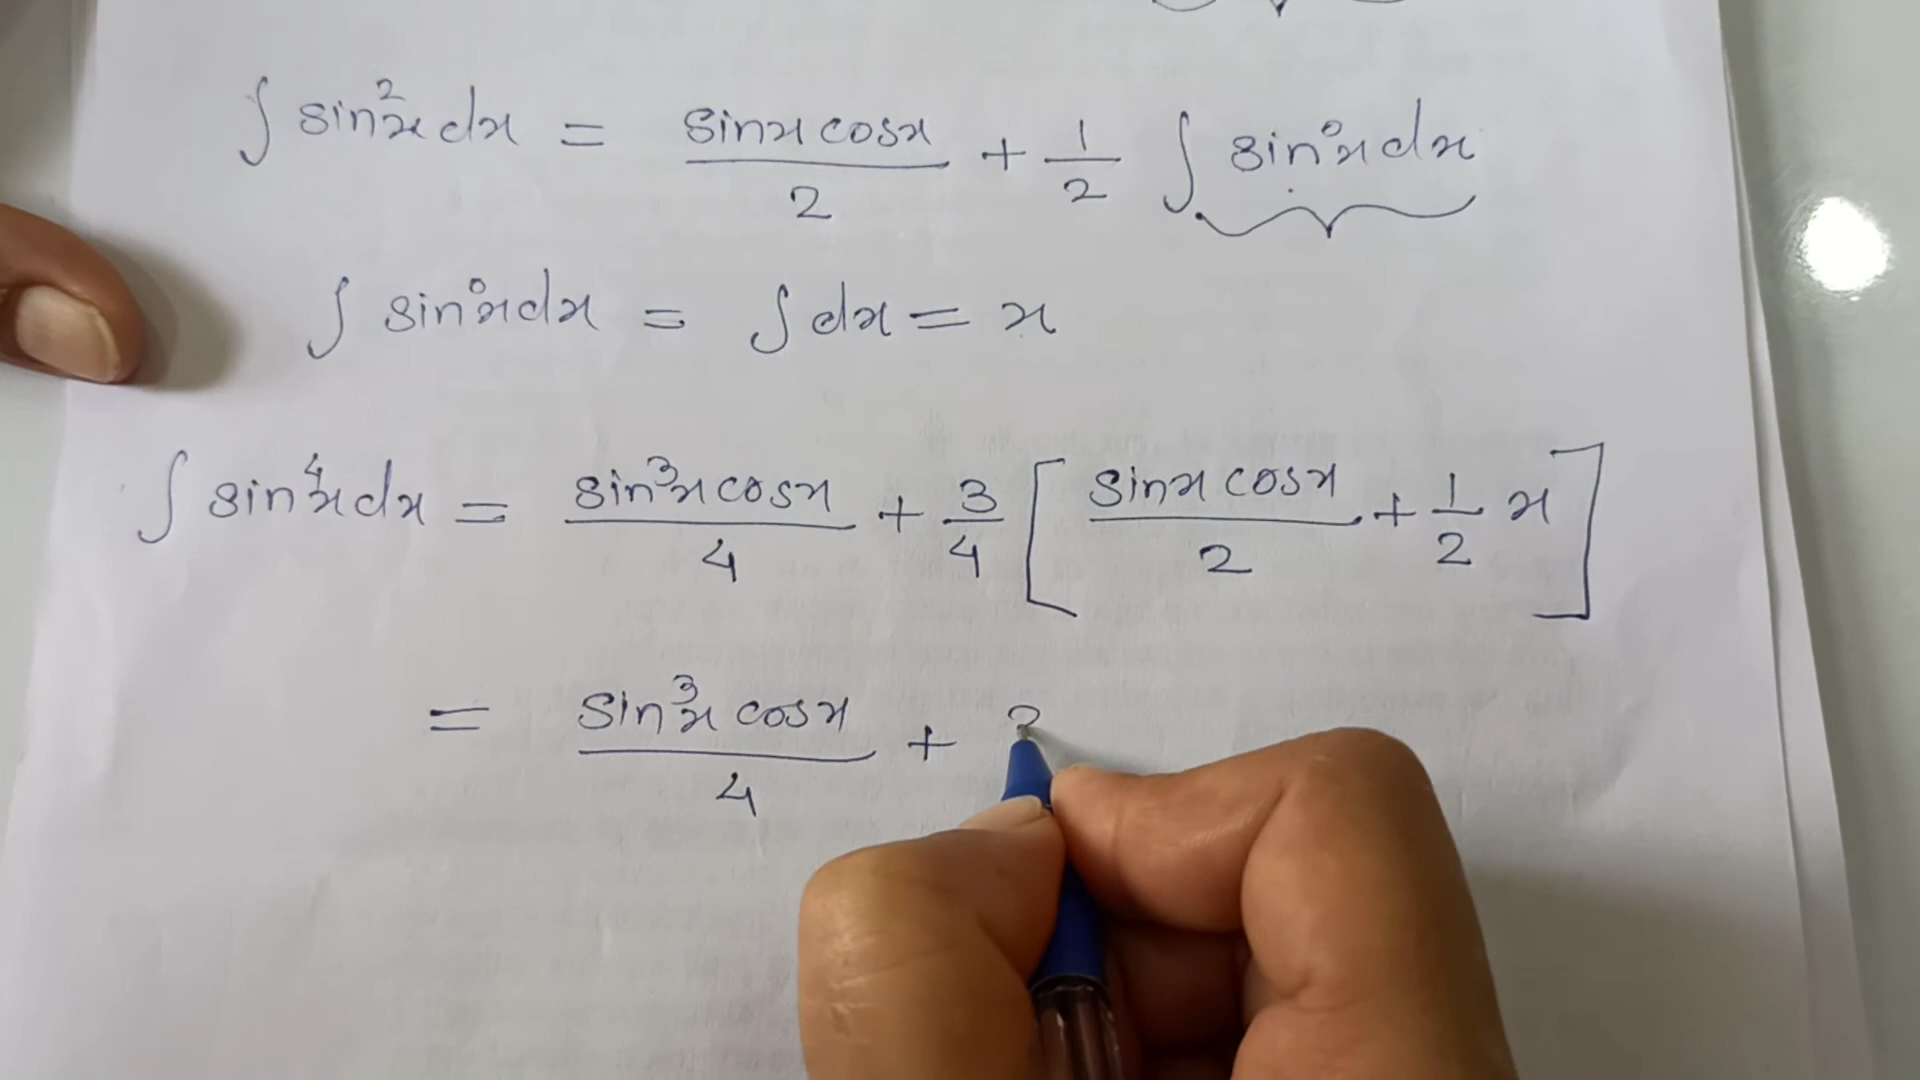 ∫ sin²x dx = sinx cosx / 2 + 1/2 ∫ sin⁰x dx
∫ sin⁰x dx = ∫ dx = x
∫ sin⁴x dx = sin³x cosx / 4 + 3/4 [ sinx cosx / 2 + 1/2 x ]
= sin³x cosx / 4 +